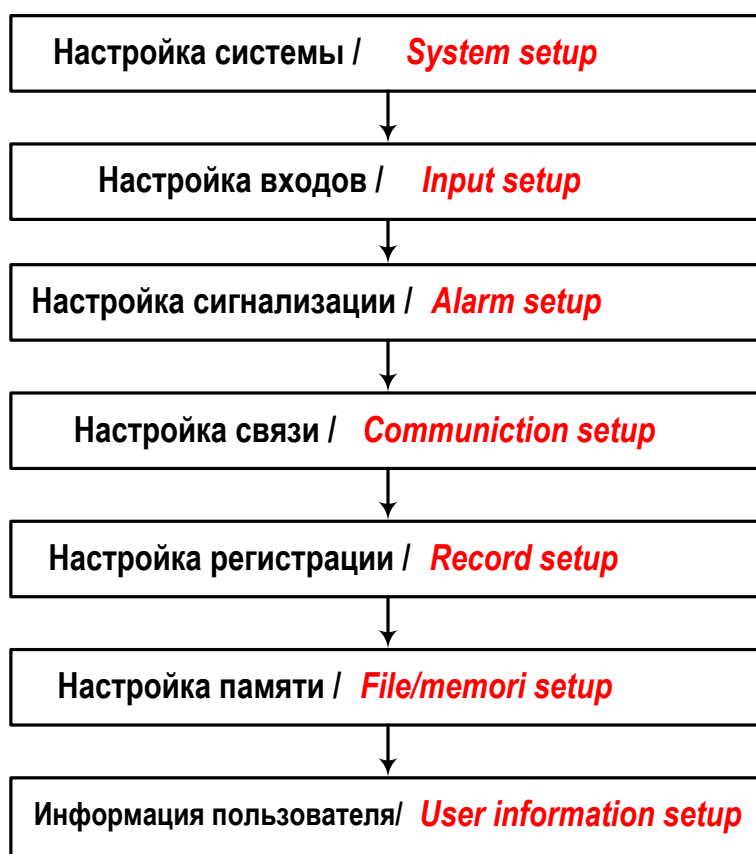 Настройка системы / System setup
Настройка входов / Input setup
Настройка сигнализации / Alarm setup
Настройка связи / Communiction setup
Настройка регистрации / Record setup
Настройка памяти / File/memori setup
Информация пользователя/ User information setup